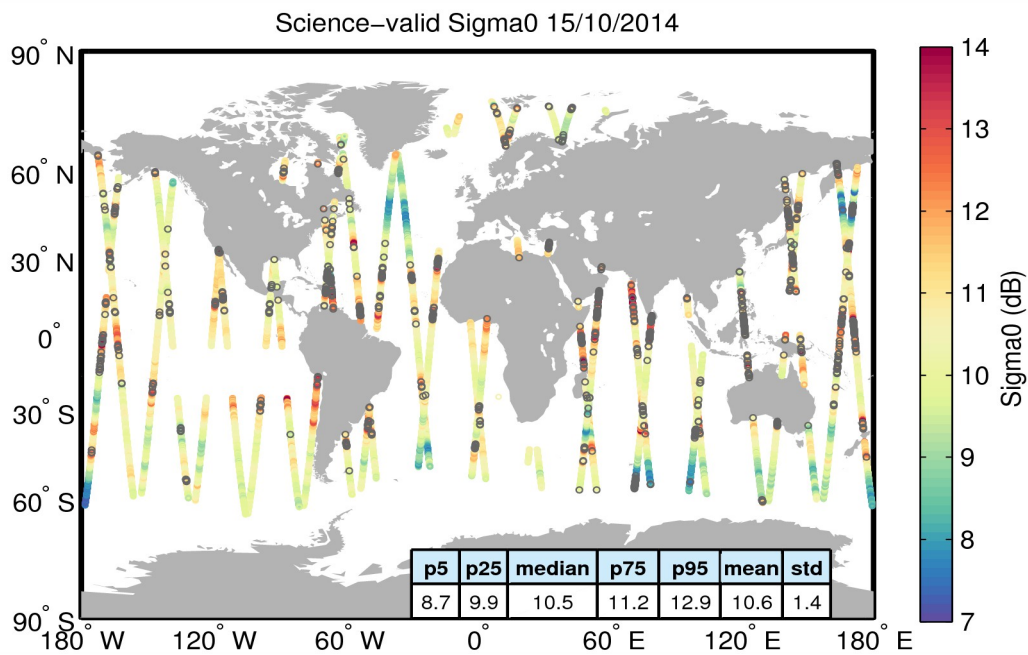 Science−valid Sigma0 15/10/2014
90° N
60° N
30° N
0°
30° S
60° S
90° S
180° W
120° W
60° W
0°
60° E
120° E
180° E
p5 p25 median p75 p95 mean std
8.7 9.9 10.5 11.2 12.9 10.6 1.4
14
13
12
11
10
9
8
7
Sigma0 (dB)